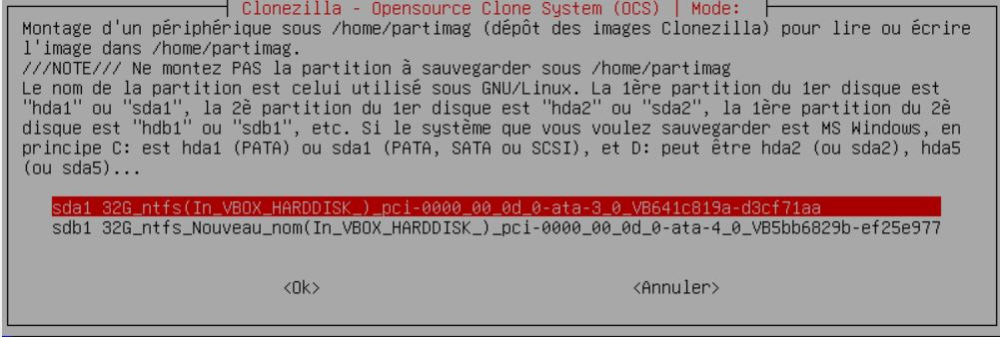 Clonezilla - Opensource Clone System (OCS) | Mode:
Montage d'un périphérique sous /home/partimag (dépôt des images Clonezilla) pour lire ou écrire
l'image dans /home/partimag.
///NOTE/// Ne montez PAS la partition à sauvegarder sous /home/partimag
Le nom de la partition est celui utilisé sous GNU/Linux. La 1ère partition du 1er disque est
"hda1" ou "sda1", la 2è partition du 1er disque est "hda2" ou "sda2", la 1ère partition du 2è
disque est "hdb1" ou "sdb1", etc. Si le système que vous voulez sauvegarder est MS Windows, en
principe C: est hda1 (PATA) ou sda1 (PATA, SATA ou SCSI), et D: peut être hda2 (ou sda2), hda5
(ou sda5)...
sda1 32G_ntfs(In_VBOX_HARDDISK_)_pci-0000_00_0d_0-ata-3_0_VB641c819a-d3cf71aa
sdb1 32G_ntfs_Nouveau_nom(In_VBOX_HARDDISK_)_pci-0000_00_0d_0-ata-4_0_VB5bb6829b-ef25e977
<Ok>
<Annuler>